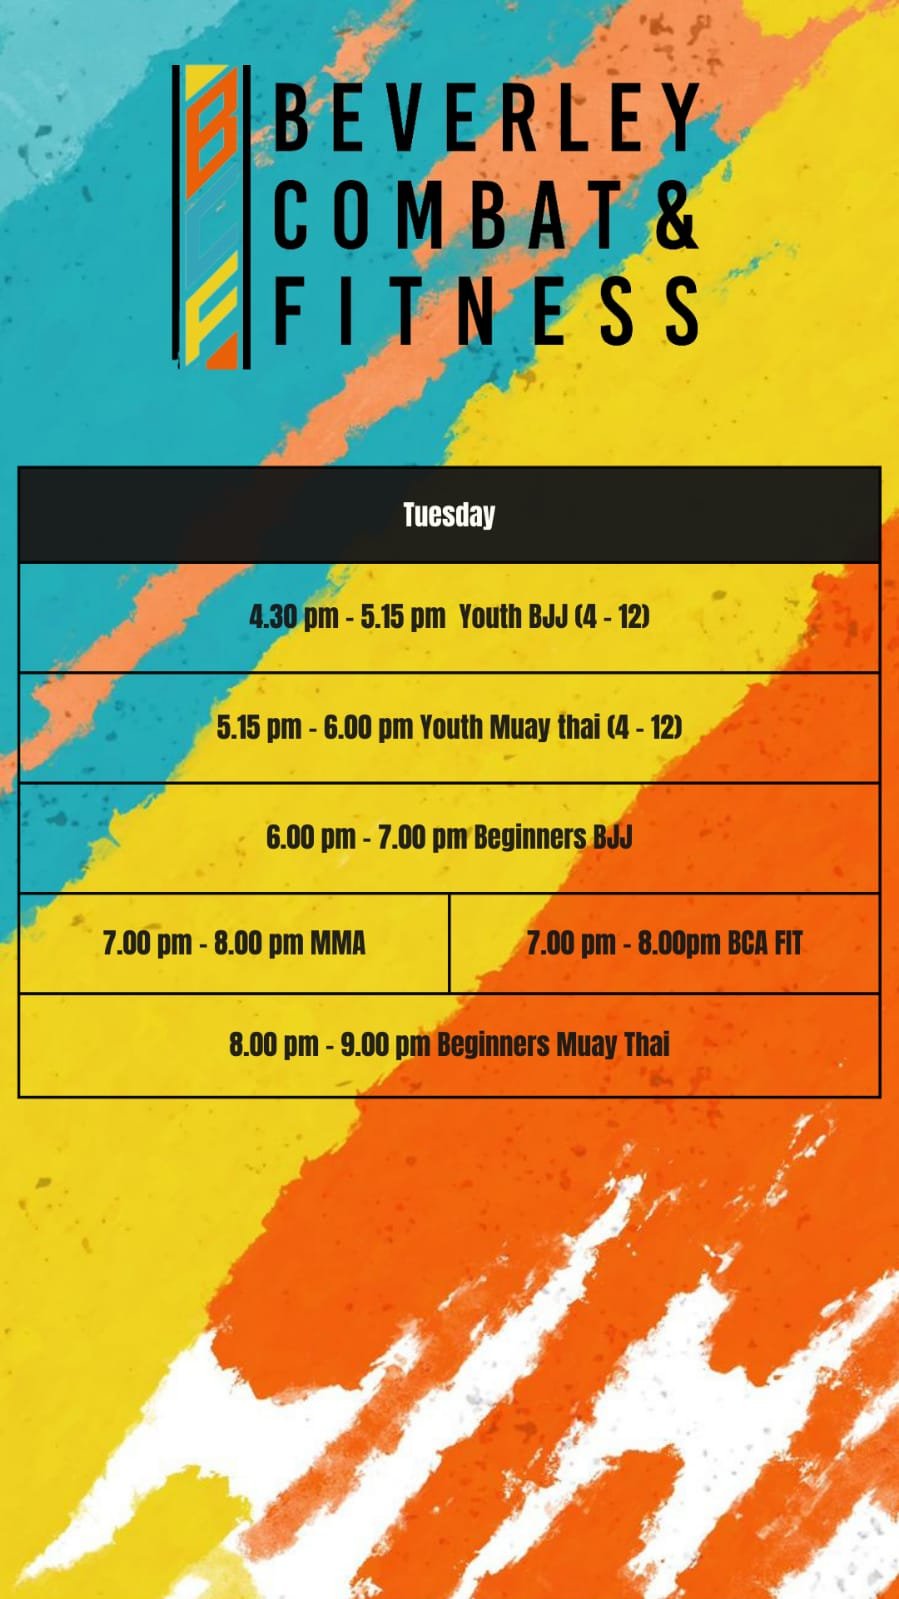 BCF
BEVERLEY
COMBAT &
FITNESS
Tuesday
4.30 pm - 5.15 pm Youth BJJ (4 - 12)
5.15 pm - 6.00 pm Youth Muay thai (4 - 12)
6.00 pm - 7.00 pm Beginners BJJ
7.00 pm - 8.00 pm MMA
7.00 pm - 8.00pm BCA FIT
8.00 pm - 9.00 pm Beginners Muay Thai